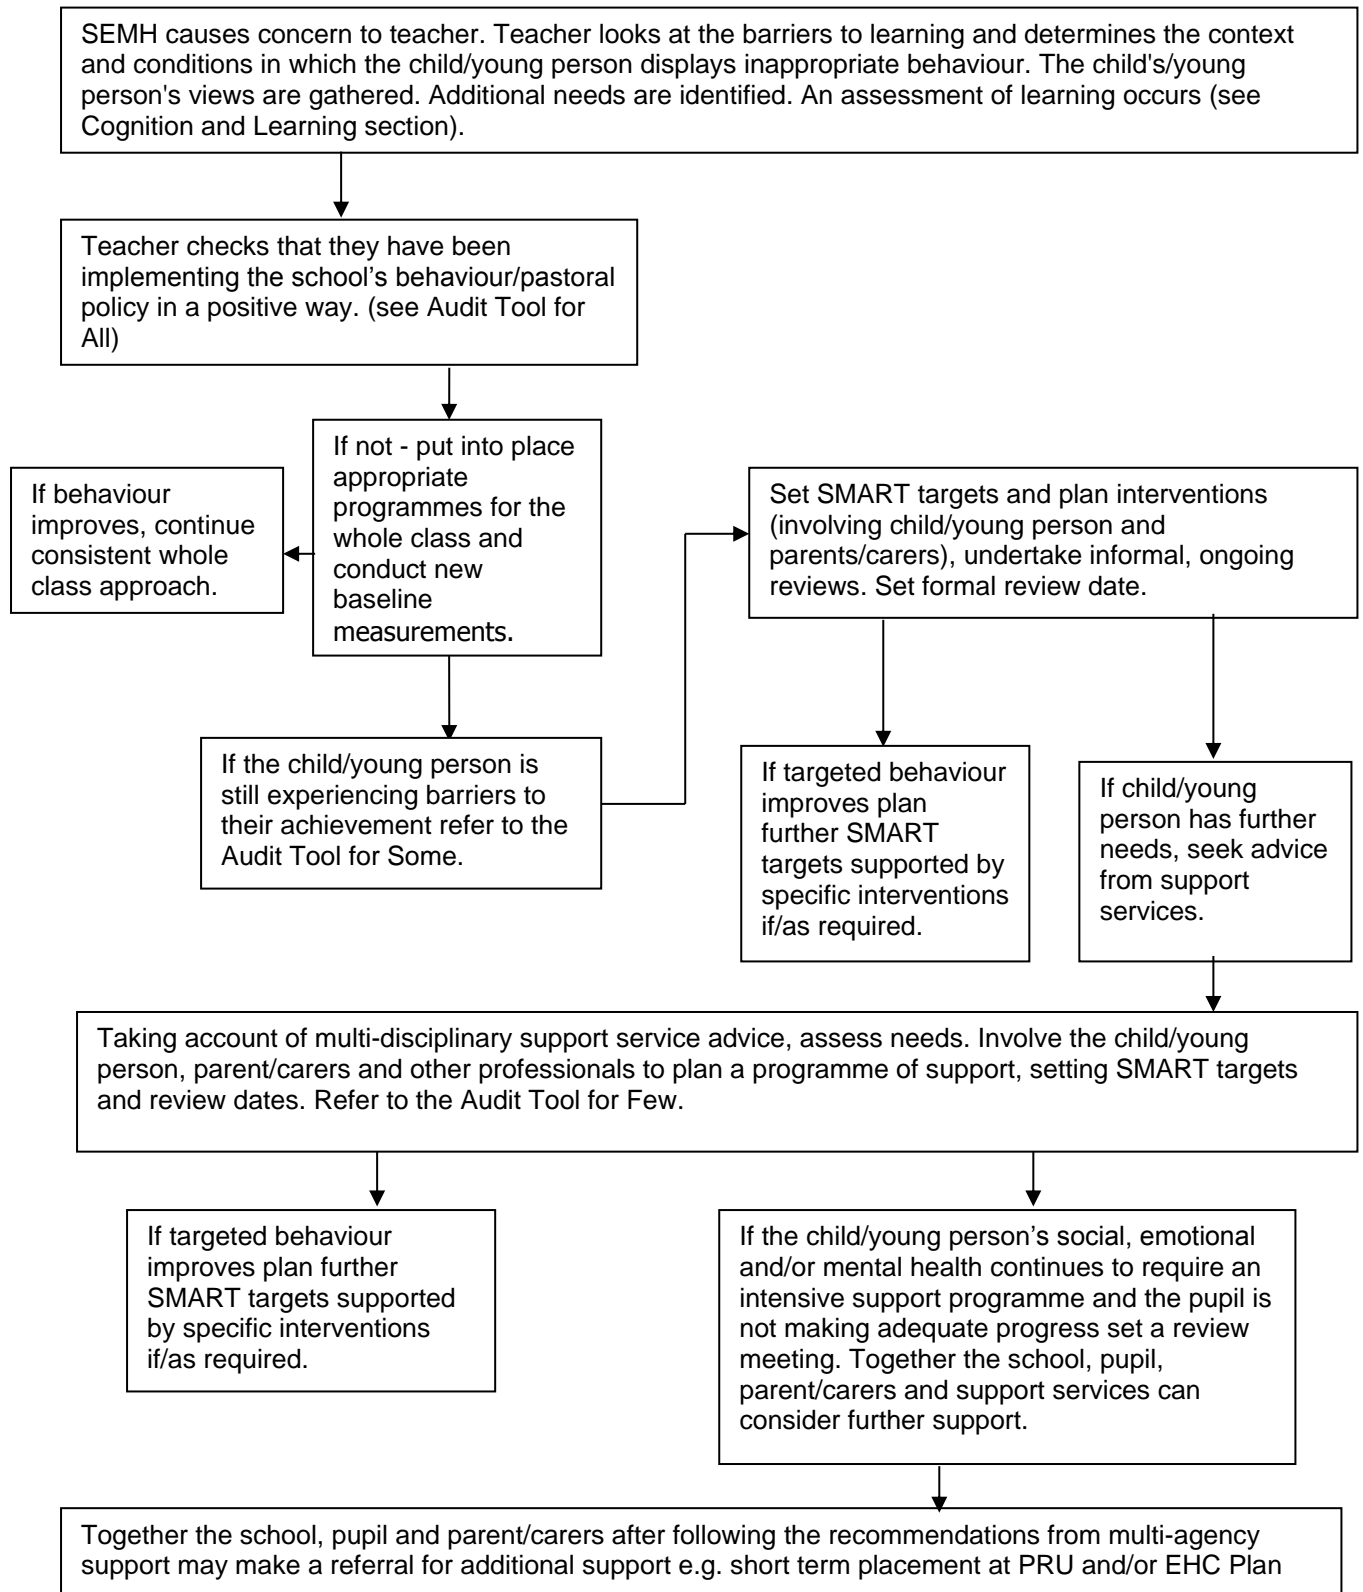 SEMH causes concern to teacher. Teacher looks at the barriers to learning and determines the context
and conditions in which the child/young person displays inappropriate behaviour. The child's/young
person's views are gathered. Additional needs are identified. An assessment of learning occurs (see
Cognition and Learning section).
Teacher checks that they have been
implementing the school’s behaviour/pastoral
policy in a positive way. (see Audit Tool for
All)
If not - put into place
appropriate
programmes for the
whole class and
conduct new
baseline
measurements.
If behaviour
improves, continue
consistent whole
class approach.
Set SMART targets and plan interventions
(involving child/young person and
parents/carers), undertake informal, ongoing
reviews. Set formal review date.
If the child/young person is
still experiencing barriers to
their achievement refer to the
Audit Tool for Some.
If targeted behaviour
improves plan
further SMART
targets supported by
specific interventions
if/as required.
If child/young
person has further
needs, seek advice
from support
services.
Taking account of multi-disciplinary support service advice, assess needs. Involve the child/young
person, parent/carers and other professionals to plan a programme of support, setting SMART targets
and review dates. Refer to the Audit Tool for Few.
If targeted behaviour
improves plan further
SMART targets supported
by specific interventions
if/as required.
If the child/young person’s social, emotional
and/or mental health continues to require an
intensive support programme and the pupil is
not making adequate progress set a review
meeting. Together the school, pupil,
parent/carers and support services can
consider further support.
Together the school, pupil and parent/carers after following the recommendations from multi-agency
support may make a referral for additional support e.g. short term placement at PRU and/or EHC Plan